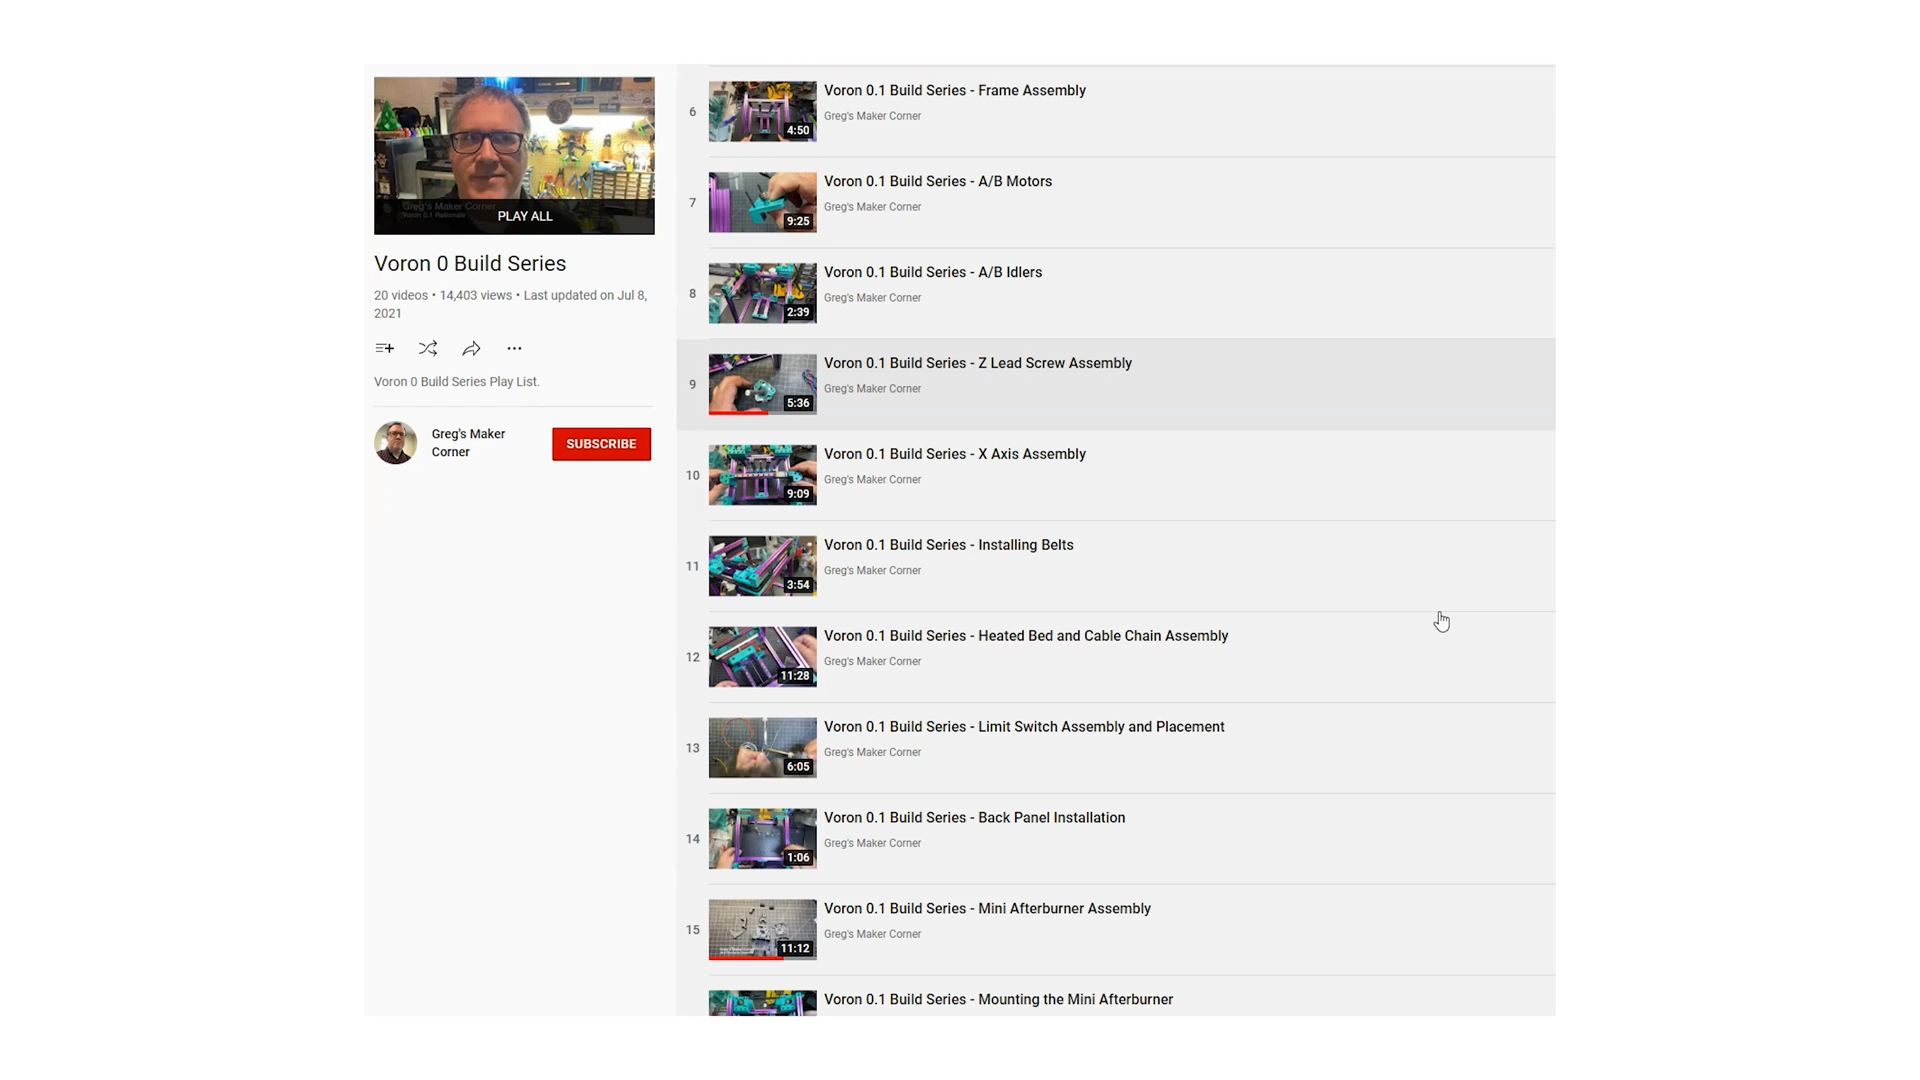 Greg's Maker Corner
Voron 0.1 Rationale
PLAY ALL
Voron 0 Build Series
20 videos • 14,403 views • Last updated on Jul 8,
2021
Voron 0 Build Series Play List.
Greg's Maker
Corner
SUBSCRIBE
6
4:50
Voron 0.1 Build Series - Frame Assembly
Greg's Maker Corner
7
9:25
Voron 0.1 Build Series - A/B Motors
Greg's Maker Corner
8
2:39
Voron 0.1 Build Series - A/B Idlers
Greg's Maker Corner
9
5:36
Voron 0.1 Build Series - Z Lead Screw Assembly
Greg's Maker Corner
10
9:09
Voron 0.1 Build Series - X Axis Assembly
Greg's Maker Corner
11
3:54
Voron 0.1 Build Series - Installing Belts
Greg's Maker Corner
12
11:28
Voron 0.1 Build Series - Heated Bed and Cable Chain Assembly
Greg's Maker Corner
13
6:05
Voron 0.1 Build Series - Limit Switch Assembly and Placement
Greg's Maker Corner
14
1:06
Voron 0.1 Build Series - Back Panel Installation
Greg's Maker Corner
15
11:12
Voron 0.1 Build Series - Mini Afterburner Assembly
Greg's Maker Corner
Voron 0.1 Build Series - Mounting the Mini Afterburner